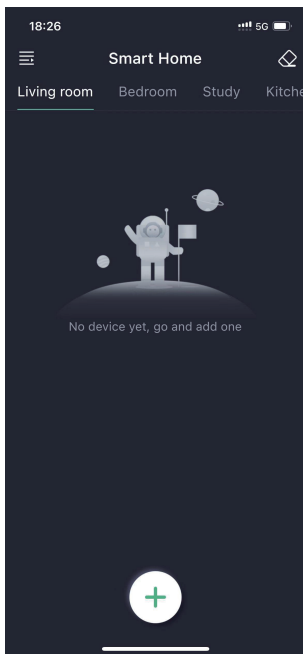 18:26
5G
Smart Home
Living room Bedroom Study Kitche
No device yet, go and add one